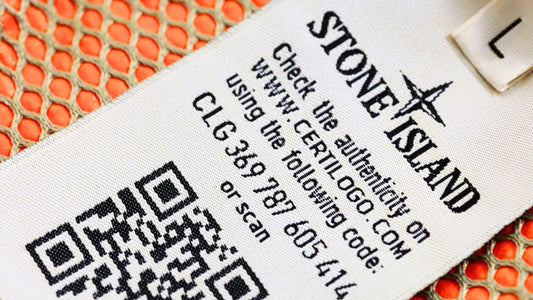 STONE ISLAND
Check the authenticity on
WWW.CERTILOGO.COM
using the following code:
CLG 369 787 605 414
or scan
L